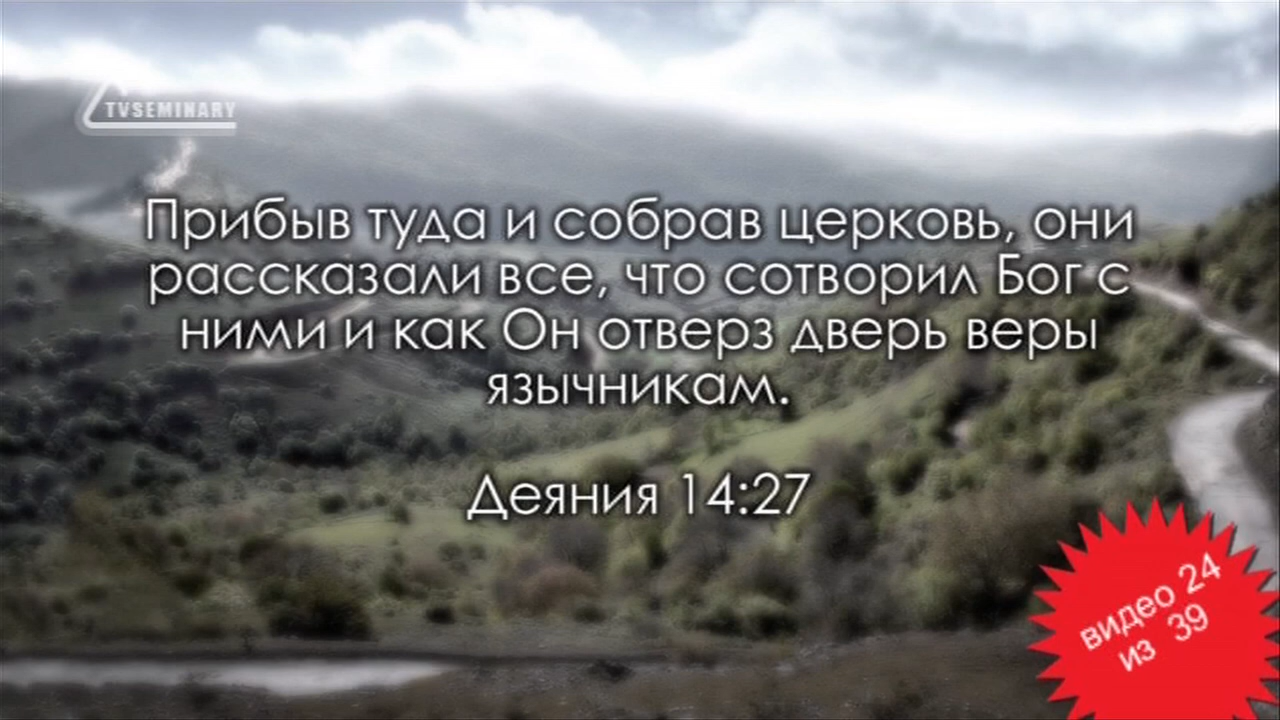 TVSEMINARY
Прибыв туда и собрав церковь, они
рассказали все, что сотворил Бог с
ними и как Он отверз дверь веры
язычникам.
Деяния 14:27
видео 24
из 39